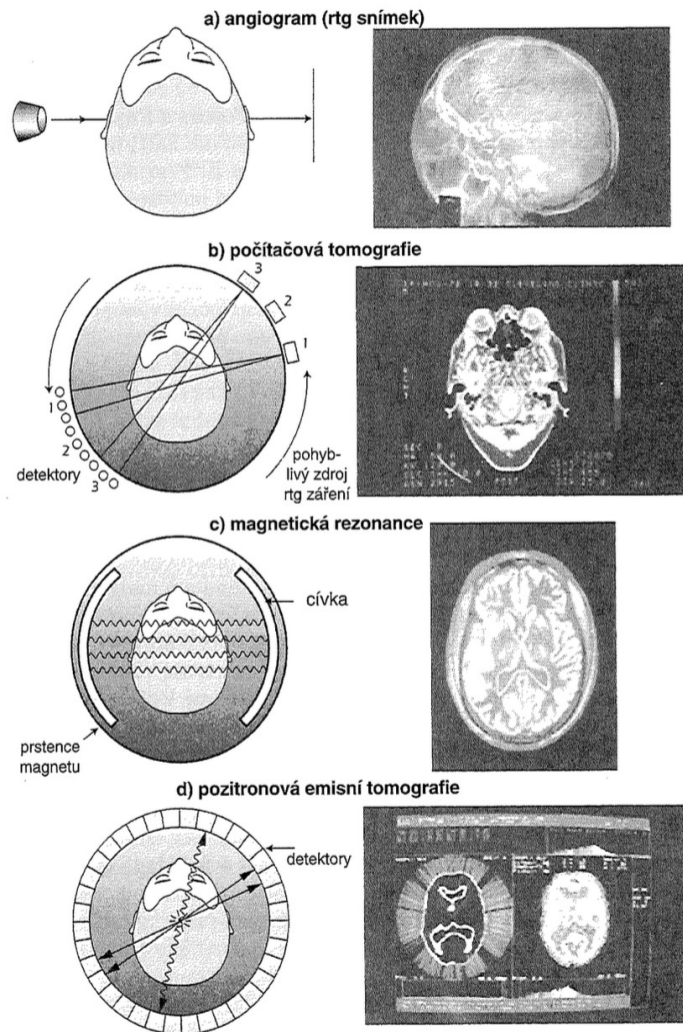 a) angiogram (rtg snímek)
b) počítačová tomografie
3
2
1
1
2
3
detektory
pohyb-
livý zdroj
rtg záření
c) magnetická rezonance
cívka
prstence
magnetu
d) pozitronová emisní tomografie
detektory